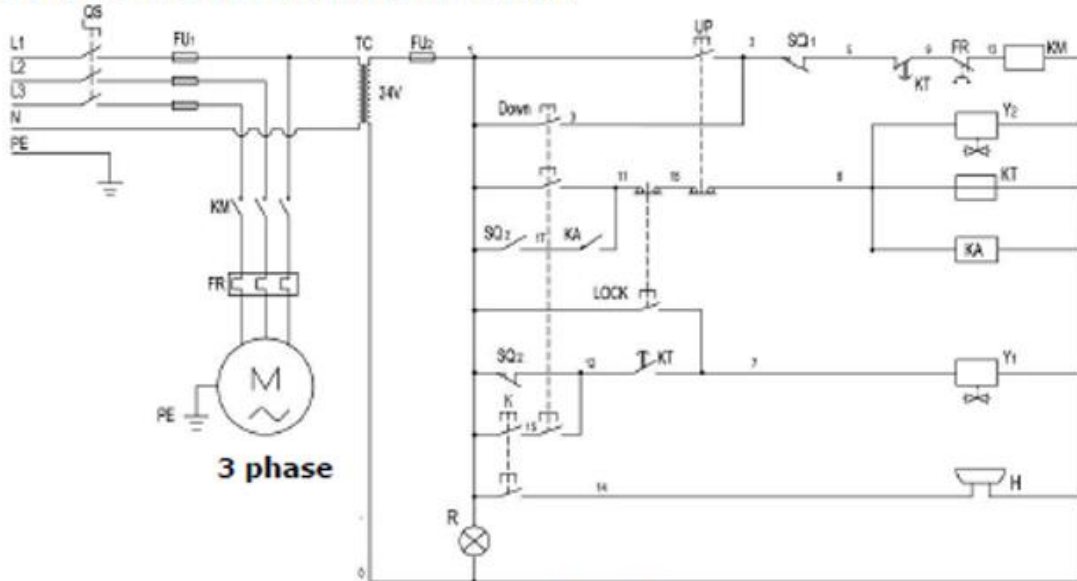 QS
UP
L1
FU1
TC
FU2
3
SQ1
5
9
FR
13
KM
L2
L3
24V
KT
N
Down
3
Y2
PE
11
15
8
KT
KM
SQ2
17
KA
KA
FR
LOCK
M
SQ2
12
KT
7
Y1
PE
K
15
3 phase
14
H
R
0